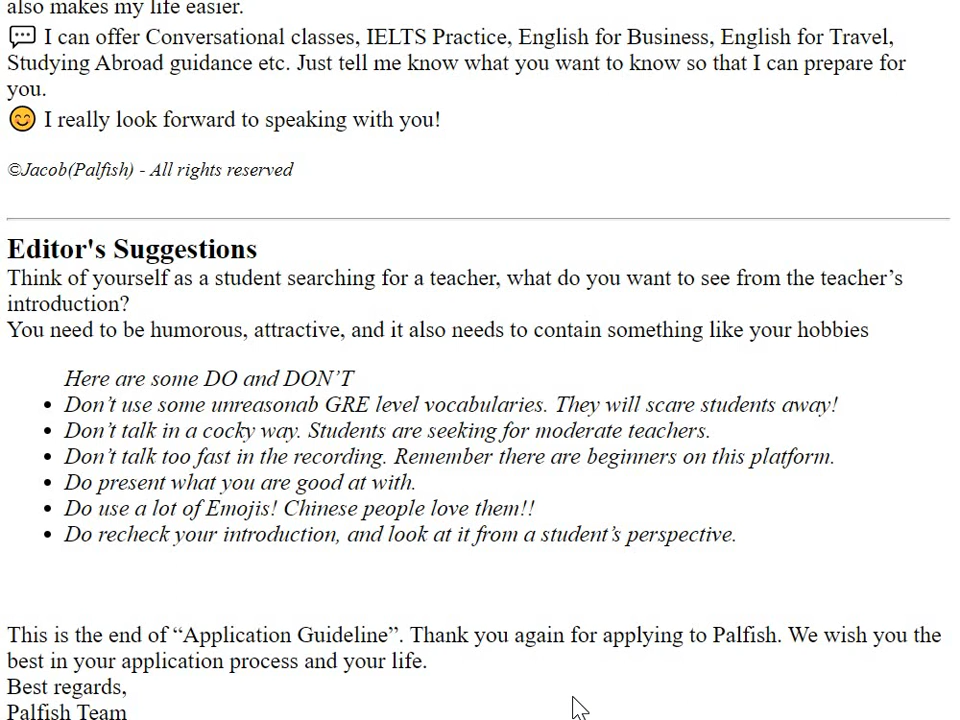 also makes my life easier.
💬 I can offer Conversational classes, IELTS Practice, English for Business, English for Travel,
Studying Abroad guidance etc. Just tell me know what you want to know so that I can prepare for
you.
😊 I really look forward to speaking with you!
©Jacob(Palfish) - All rights reserved
Editor's Suggestions
Think of yourself as a student searching for a teacher, what do you want to see from the teacher’s
introduction?
You need to be humorous, attractive, and it also needs to contain something like your hobbies
Here are some DO and DON’T
• Don’t use some unreasonab GRE level vocabularies. They will scare students away!
• Don’t talk in a cocky way. Students are seeking for moderate teachers.
• Don’t talk too fast in the recording. Remember there are beginners on this platform.
• Do present what you are good at with.
• Do use a lot of Emojis! Chinese people love them!!
• Do recheck your introduction, and look at it from a student’s perspective.
This is the end of “Application Guideline”. Thank you again for applying to Palfish. We wish you the
best in your application process and your life.
Best regards,
Palfish Team